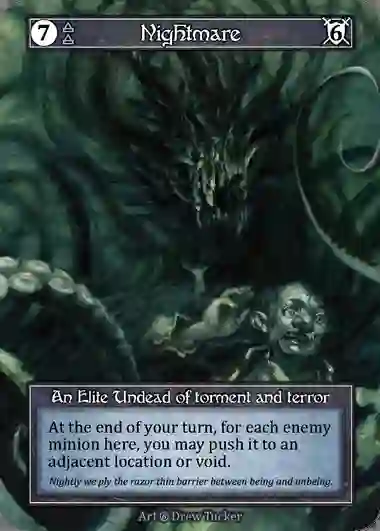 7 Nightmare 6
An Elite Undead of torment and terror
At the end of your turn, for each enemy
minion here, you may push it to an
adjacent location or void.
Nightly we ply the razor thin barrier between being and unbeing.
Art @ Drew Tucker